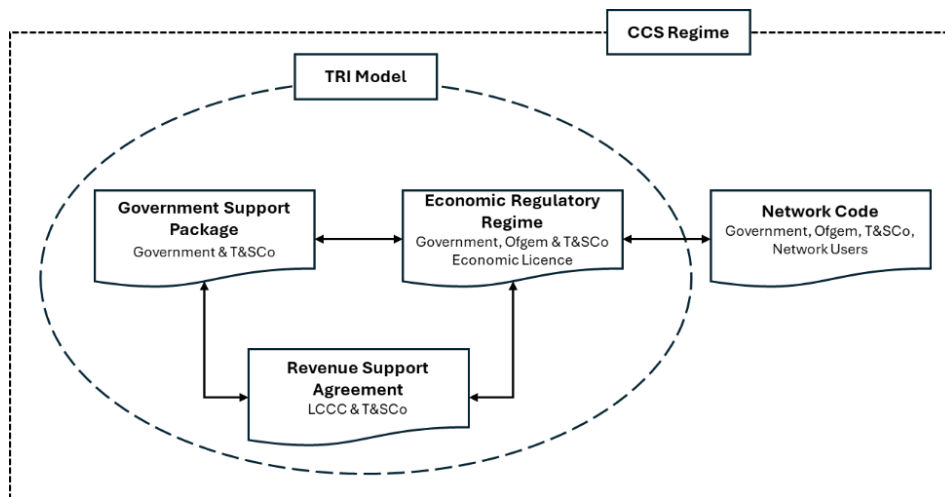 CCS Regime
TRI Model
Government Support
Package
Government & T&SCo
Economic Regulatory
Regime
Government, Ofgem & T&SCo
Economic Licence
Network Code
Government, Ofgem, T&SCo,
Network Users
Revenue Support
Agreement
LCCC & T&SCo